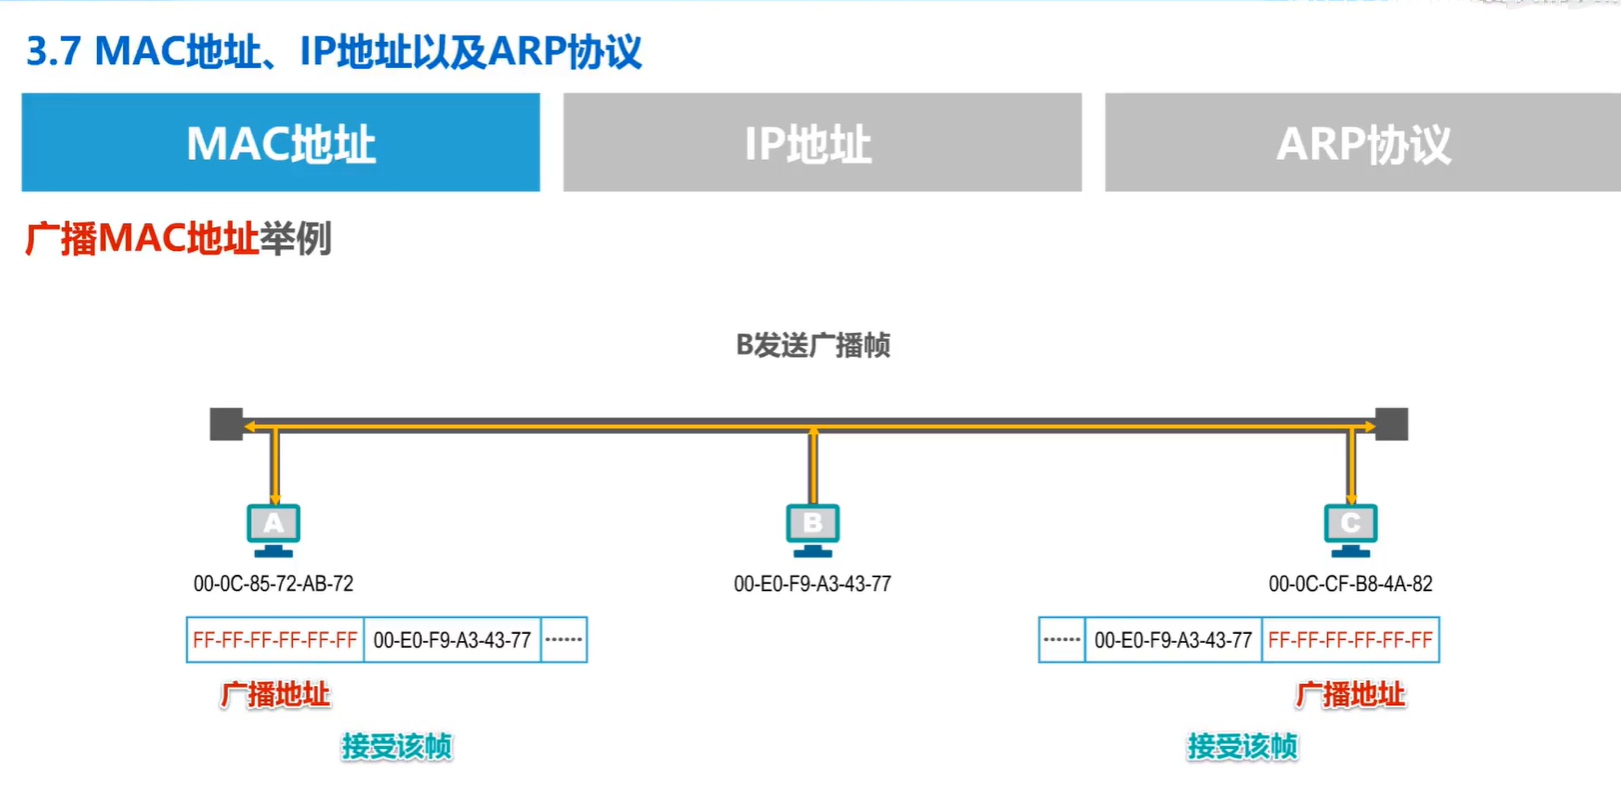 3.7 MAC地址、IP地址以及ARP协议
MAC地址
IP地址
ARP协议
广播MAC地址举例
B发送广播帧
A
B
C
00-0C-85-72-AB-72
00-E0-F9-A3-43-77
00-0C-CF-B8-4A-82
FF-FF-FF-FF-FF-FF 00-E0-F9-A3-43-77 ······
······ 00-E0-F9-A3-43-77 FF-FF-FF-FF-FF-FF
广播地址
广播地址
接受该帧
接受该帧